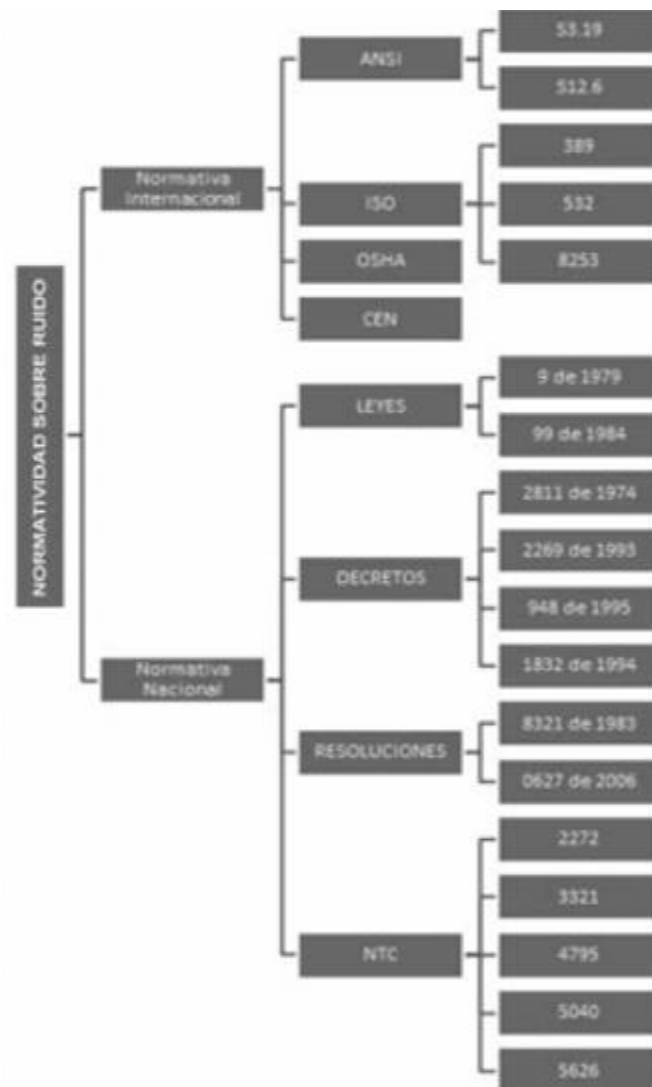 NORMATIVIDAD SOBRE RUIDO
Normativa
Internacional
ANSI
S3.19
S12.6
ISO
389
532
8253
OSHA
CEN
Normativa
Nacional
LEYES
9 de 1979
99 de 1984
DECRETOS
2811 de 1974
2269 de 1993
948 de 1995
1832 de 1994
RESOLUCIONES
8321 de 1983
0627 de 2006
NTC
2272
3321
4795
5040
5626